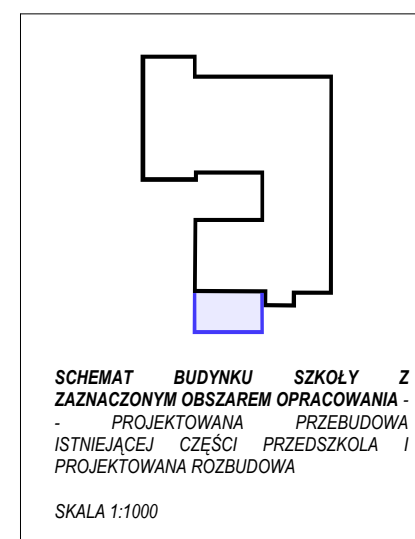 SCHEMAT BUDYNKU SZKOŁY Z
ZAZNACZONYM OBSZAREM OPRACOWANIA -
- PROJEKTOWANA PRZEBUDOWA
ISTNIEJĄCEJ CZĘŚCI PRZEDSZKOLA I
PROJEKTOWANA ROZBUDOWA
SKALA 1:1000